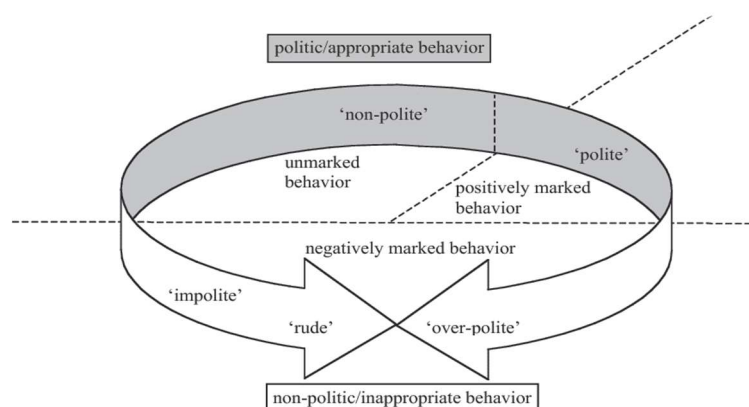 politic/appropriate behavior
‘non-polite’
‘polite’
unmarked
behavior
positively marked
behavior
negatively marked behavior
‘impolite’
‘rude’
‘over-polite’
non-politic/inappropriate behavior